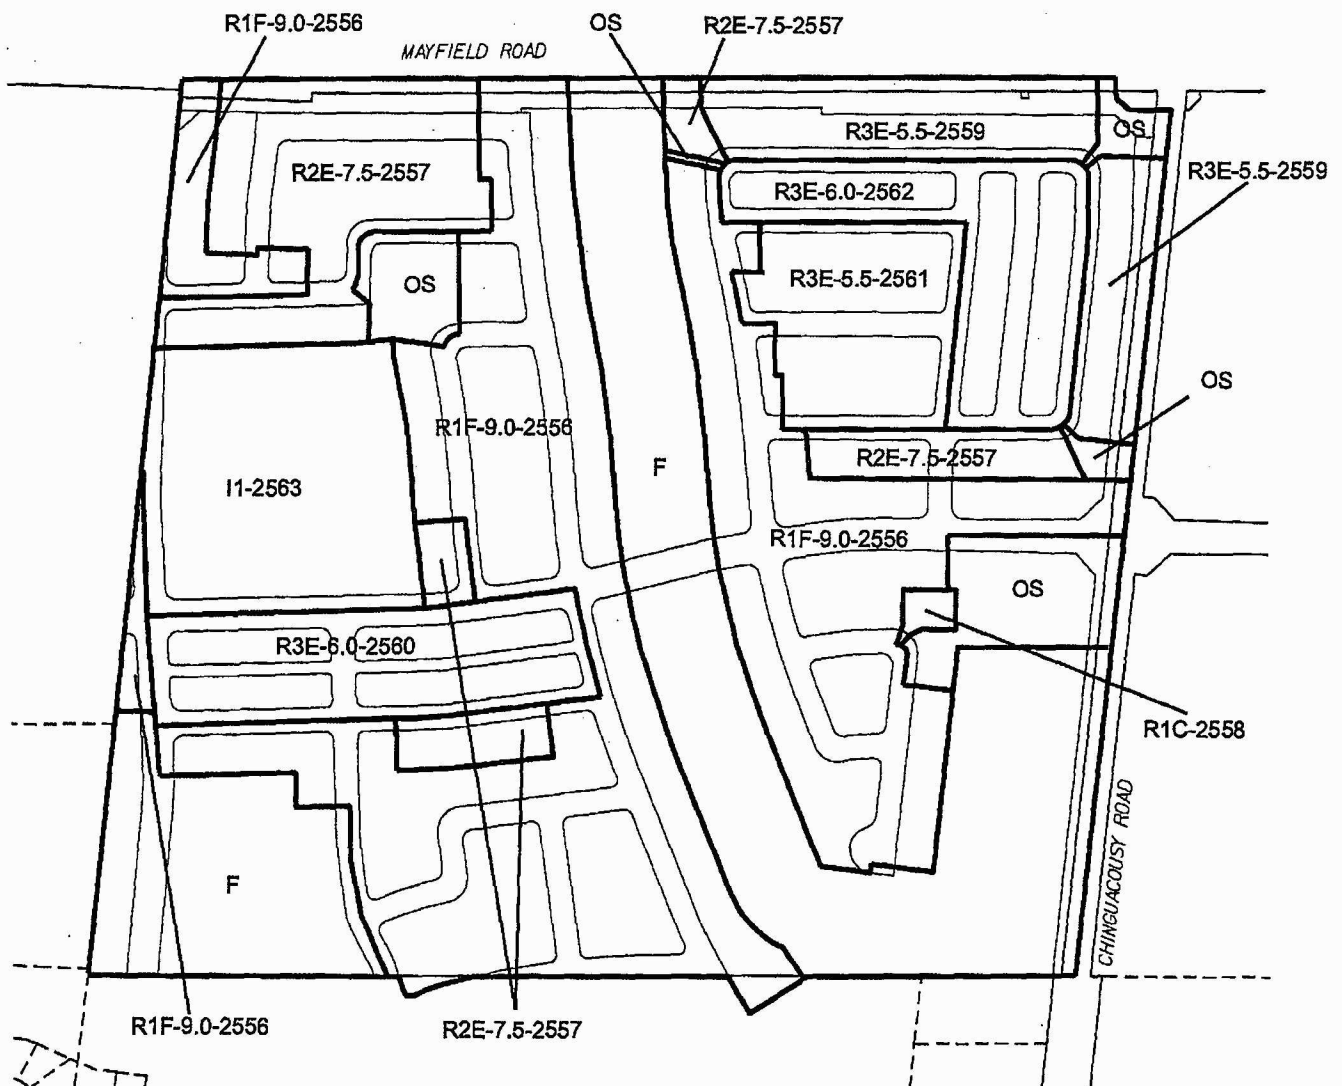 R1F-9.0-2556
OS
R2E-7.5-2557
MAYFIELD ROAD
R3E-5.5-2559
OS
R2E-7.5-2557
R3E-6.0-2562
R3E-5.5-2559
OS
R3E-5.5-2561
OS
R1F-9.0-2556
R2E-7.5-2557
F
I1-2563
R1F-9.0-2556
OS
R3E-6.0-2560
R1C-2558
F
CHINGUACOUSY ROAD
R1F-9.0-2556
R2E-7.5-2557